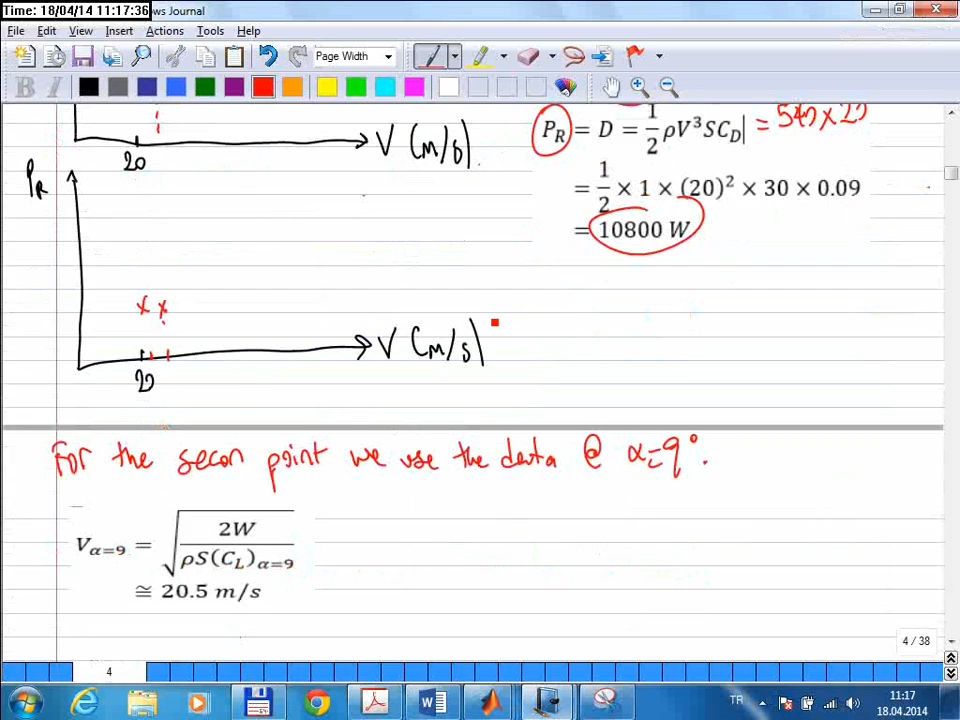 Time: 18/04/14 11:17:36
ws Journal
File Edit View Insert Actions Tools Help
Page Width
B I
V (m/s)
20
P_R = D = 1/2 ρV³SC_D| = 540×20
= 1/2 × 1 × (20)² × 30 × 0.09
= 10800 W
P_R
V (m/s)
20
For the secon point we use the data @ α=9°.
V_α=9 = √(2W / ρS(C_L)_α=9)
≅ 20.5 m/s
4 / 38
4
TR
11:17
18.04.2014